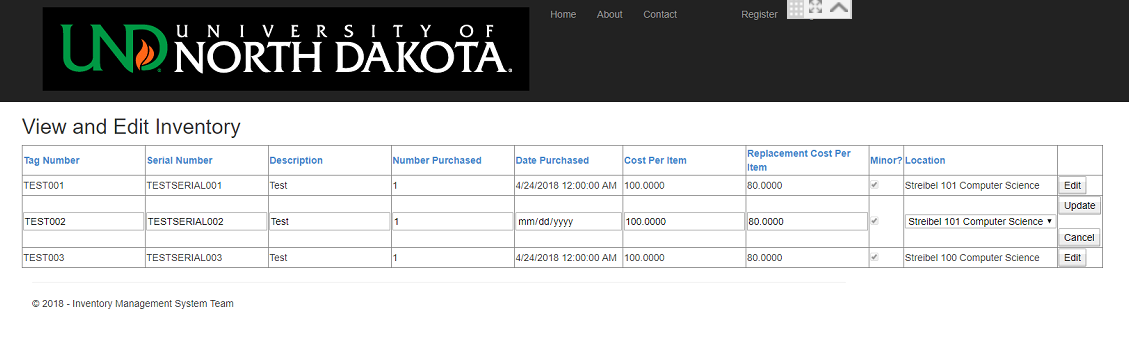 Home About Contact Register
UND
UNIVERSITY OF
NORTH DAKOTA.
View and Edit Inventory
Tag Number Serial Number Description Number Purchased Date Purchased Cost Per Item Replacement Cost Per Item Minor? Location
TEST001 TESTSERIAL001 Test 1 4/24/2018 12:00:00 AM 100.0000 80.0000 Streibel 101 Computer Science Edit
TEST002 TESTSERIAL002 Test 1 mm/dd/yyyy 100.0000 80.0000 Streibel 101 Computer Science Update
Cancel
TEST003 TESTSERIAL003 Test 1 4/24/2018 12:00:00 AM 100.0000 80.0000 Streibel 100 Computer Science Edit
© 2018 - Inventory Management System Team